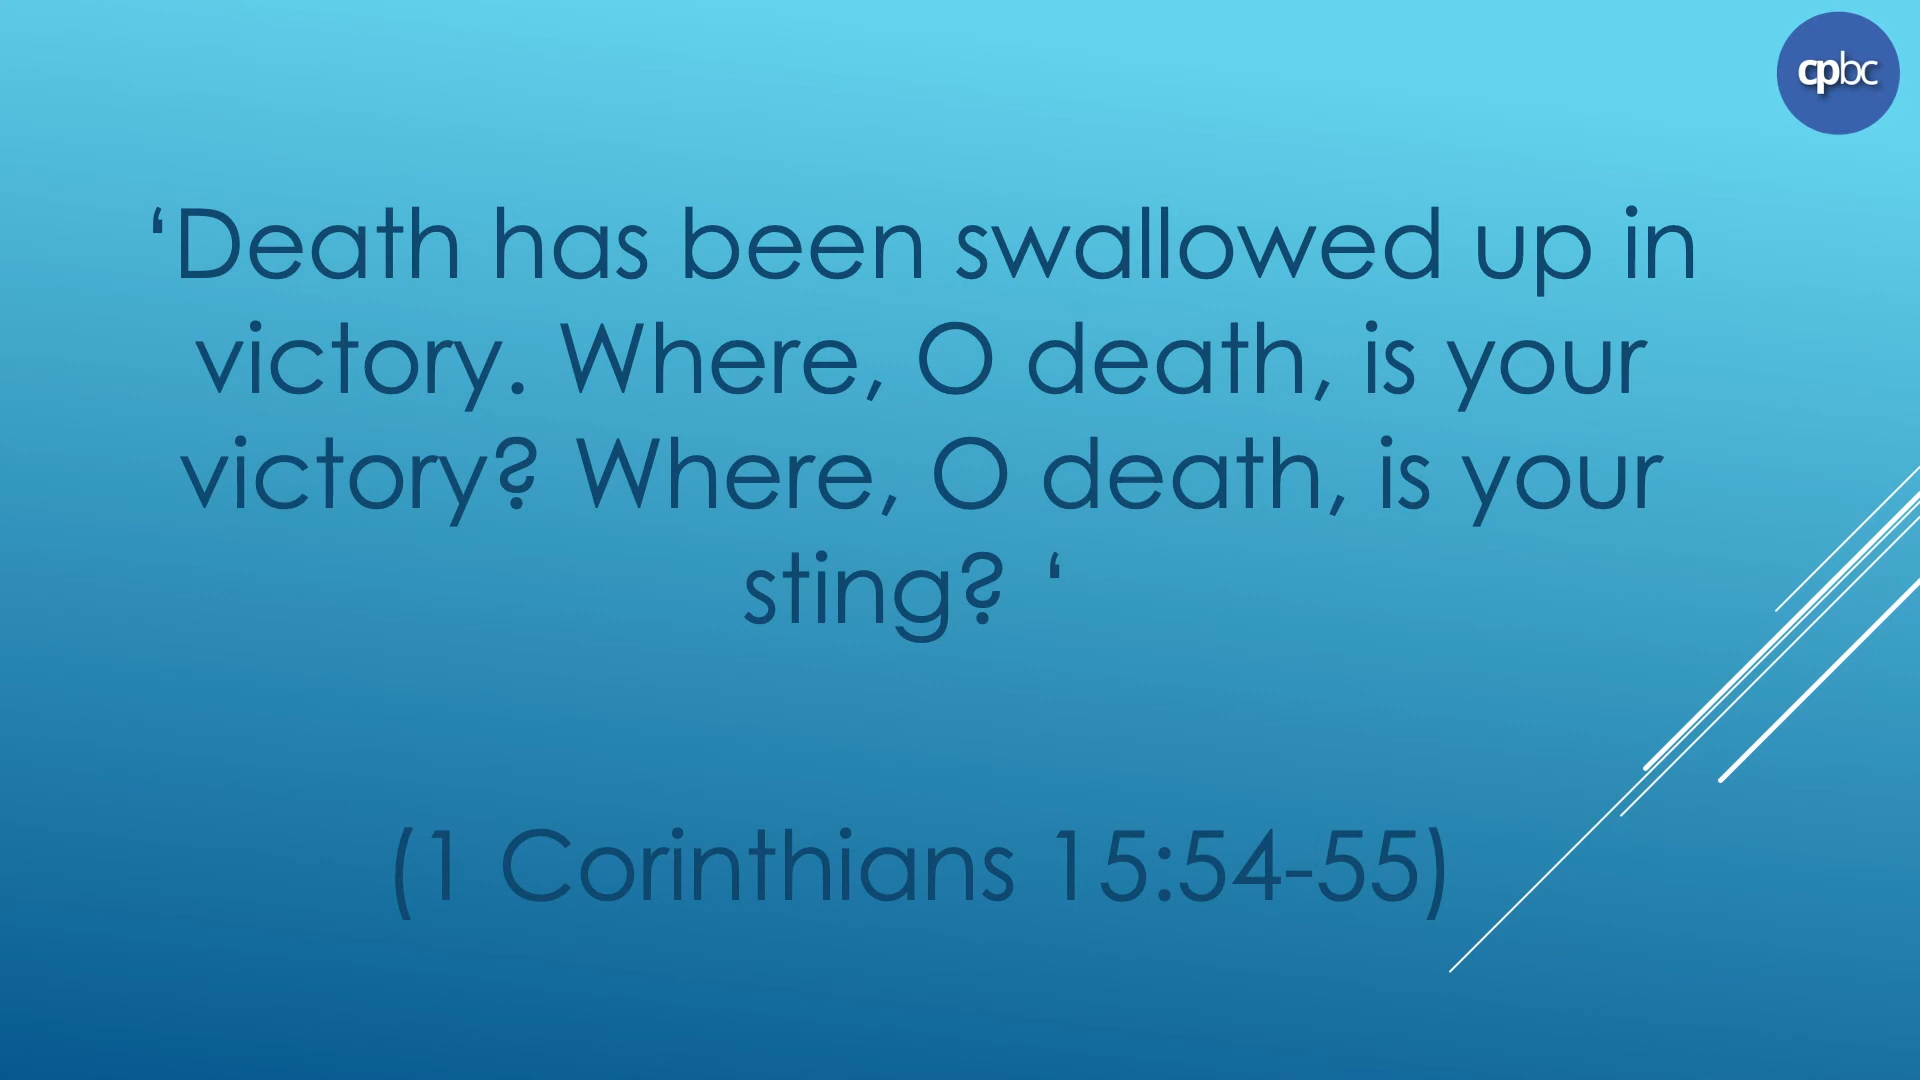 cpbc
‘Death has been swallowed up in
victory. Where, O death, is your
victory? Where, O death, is your
sting? ‘
(1 Corinthians 15:54-55)